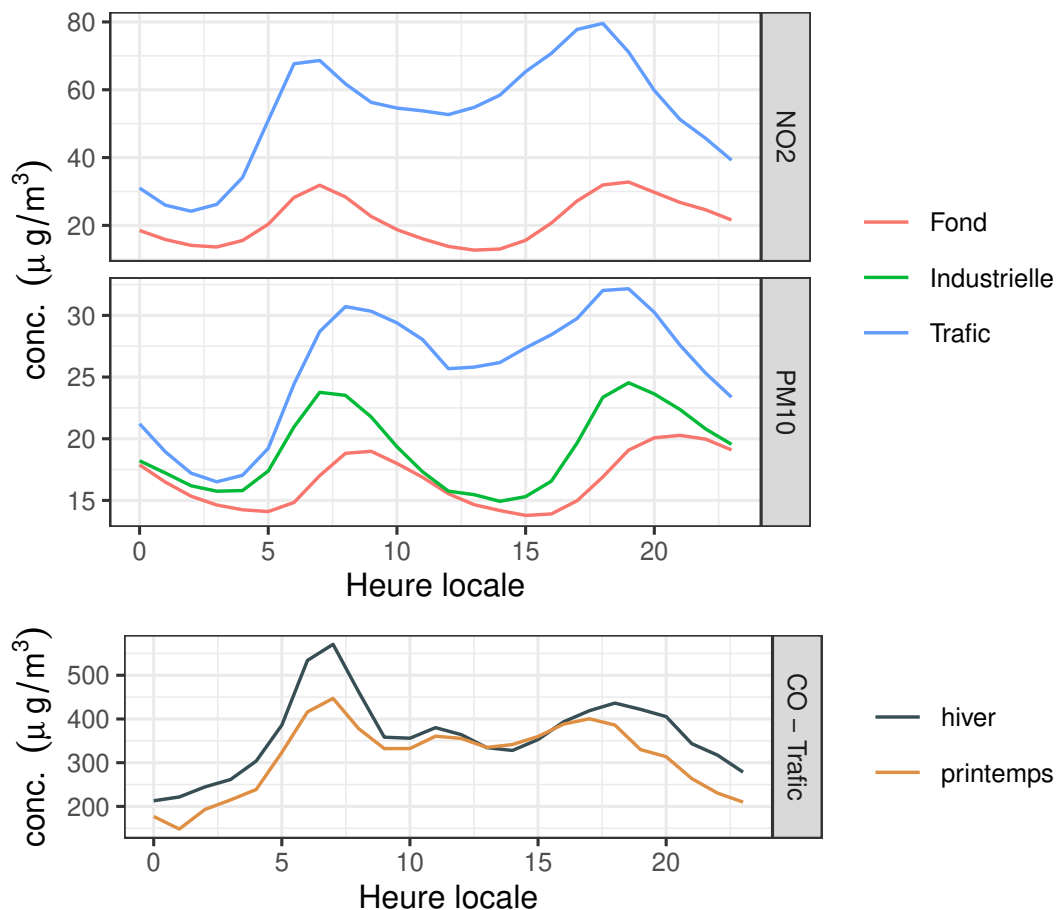 80
60
40
20
NO2
conc. (μ g/m³)
30
25
20
15
PM10
0 5 10 15 20
Heure locale
Fond
Industrielle
Trafic
500
400
300
200
conc. (μ g/m³)
CO − Trafic
0 5 10 15 20
Heure locale
hiver
printemps